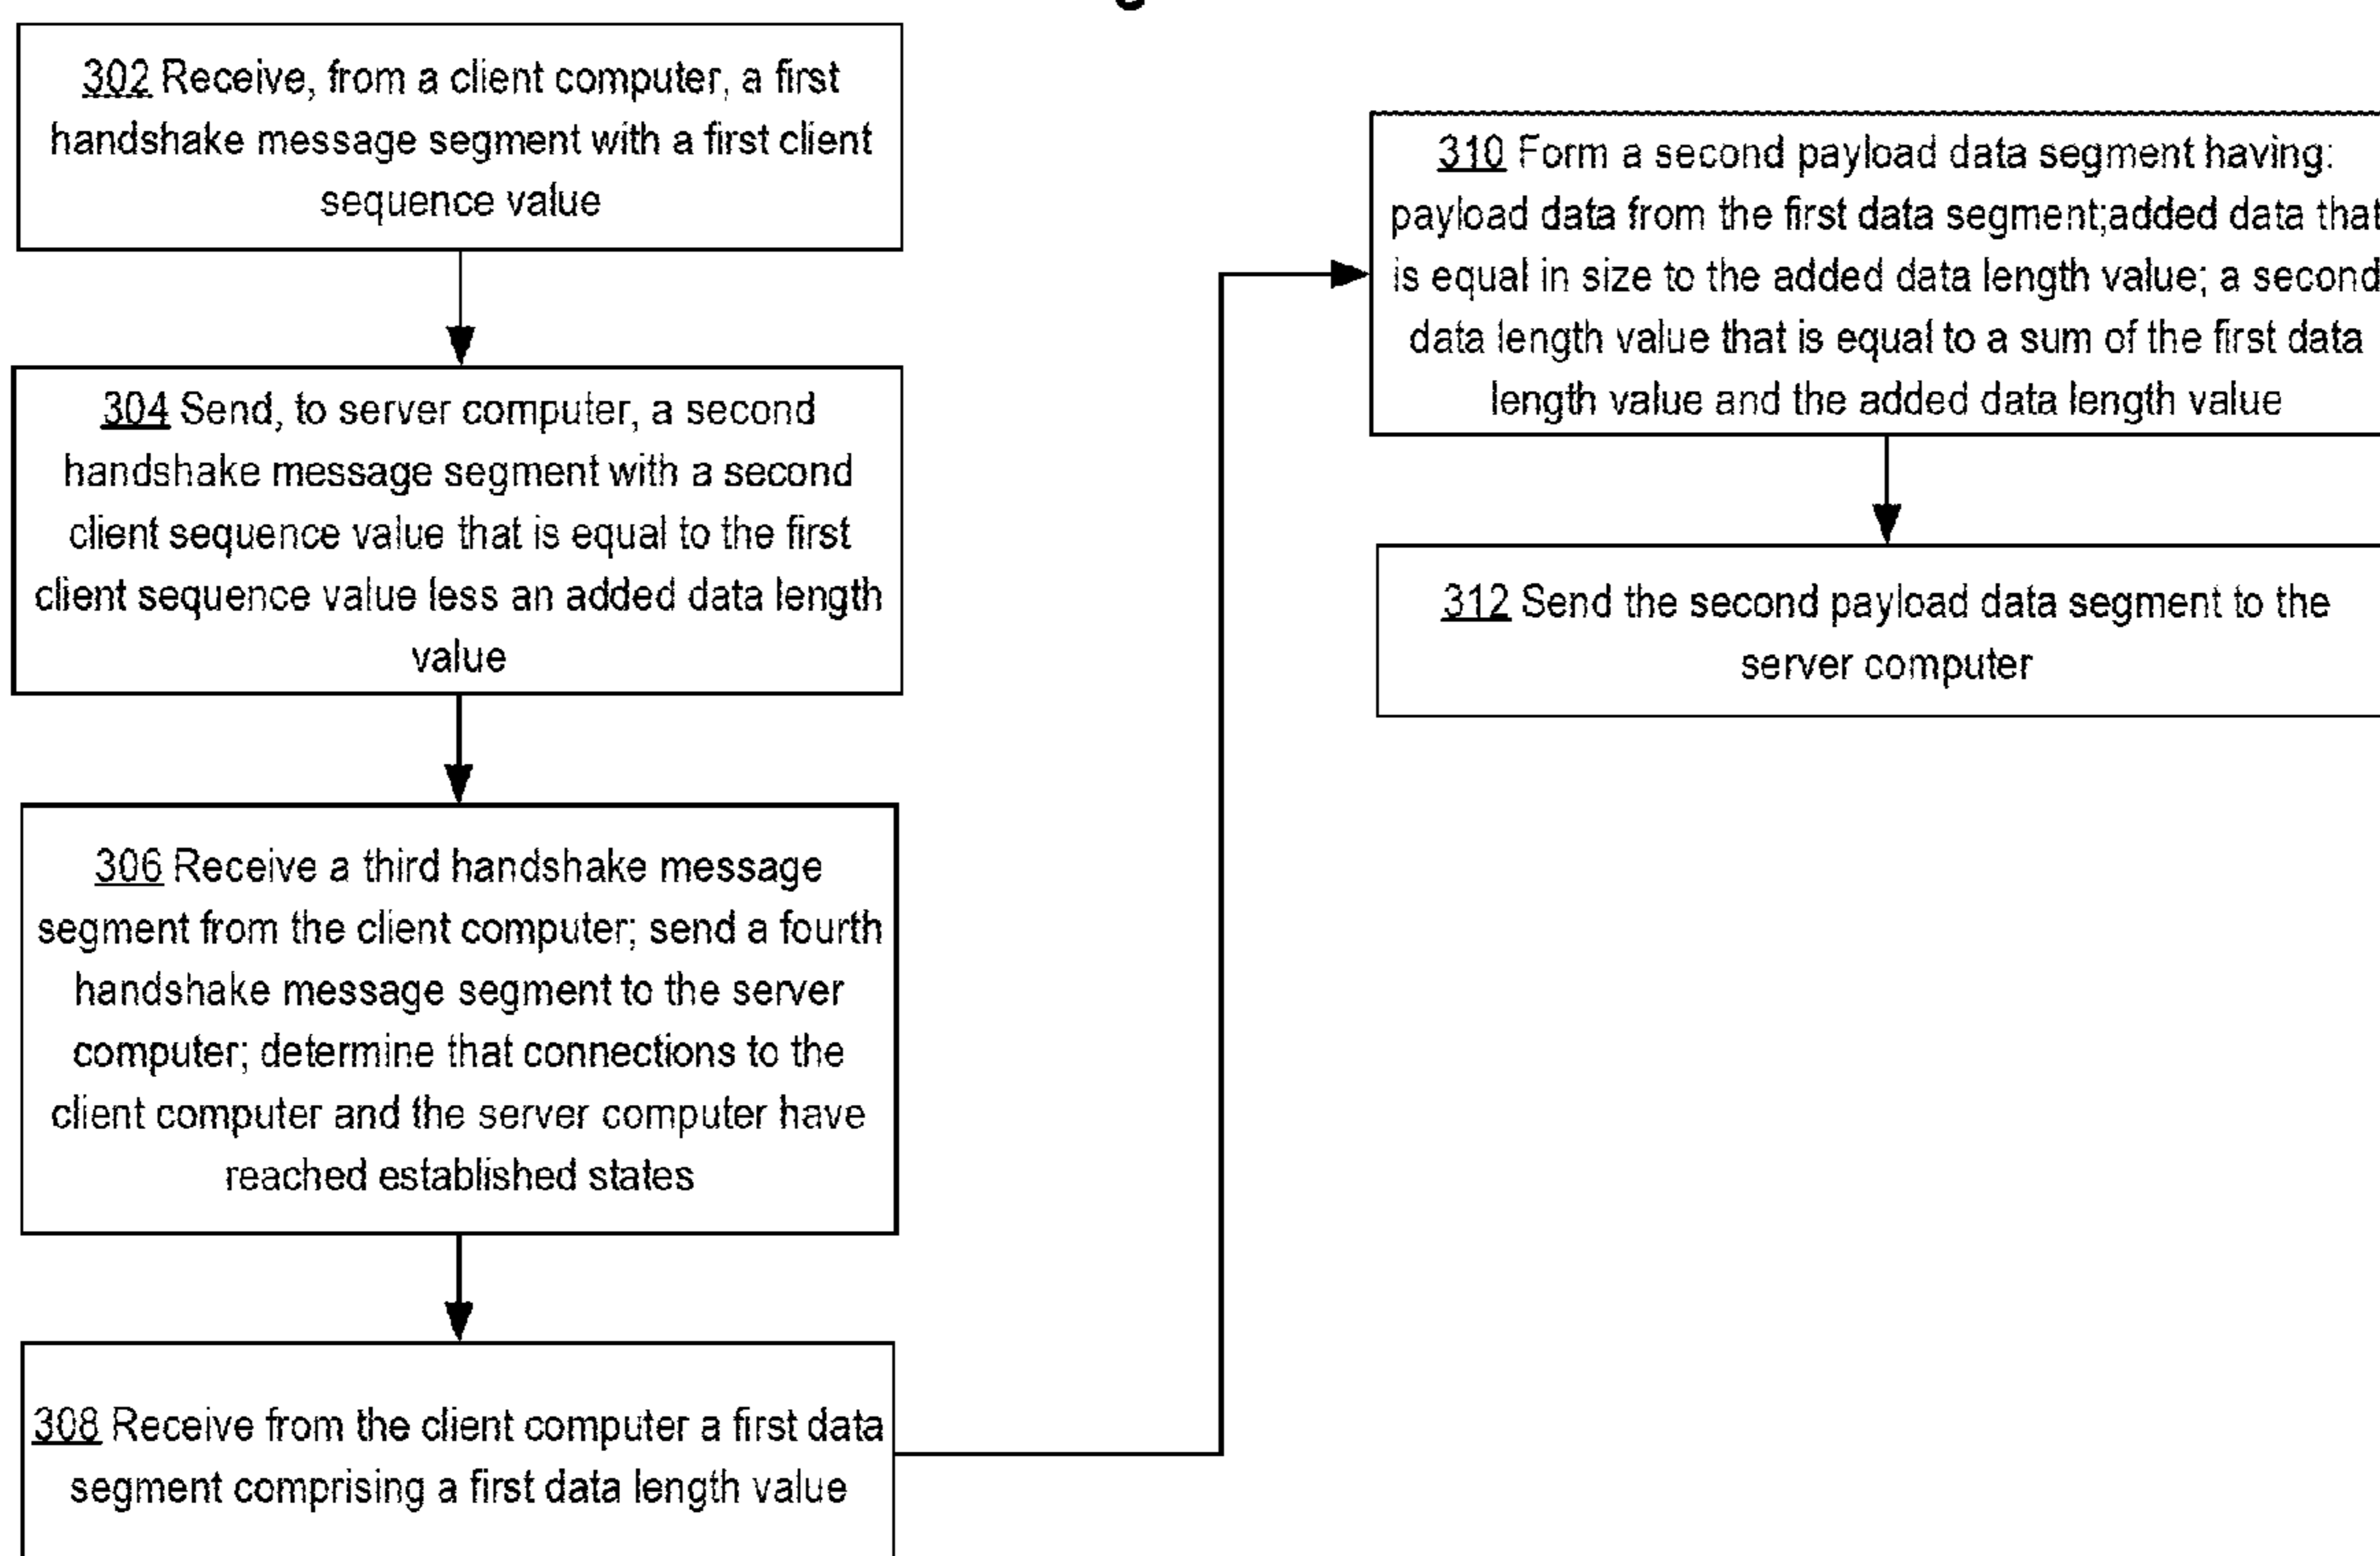 302 Receive, from a client computer, a first
handshake message segment with a first client
sequence value
304 Send, to server computer, a second
handshake message segment with a second
client sequence value that is equal to the first
client sequence value less an added data length
value
306 Receive a third handshake message
segment from the client computer; send a fourth
handshake message segment to the server
computer; determine that connections to the
client computer and the server computer have
reached established states
308 Receive from the client computer a first data
segment comprising a first data length value
310 Form a second payload data segment having:
payload data from the first data segment;added data that
is equal in size to the added data length value; a second
data length value that is equal to a sum of the first data
length value and the added data length value
312 Send the second payload data segment to the
server computer